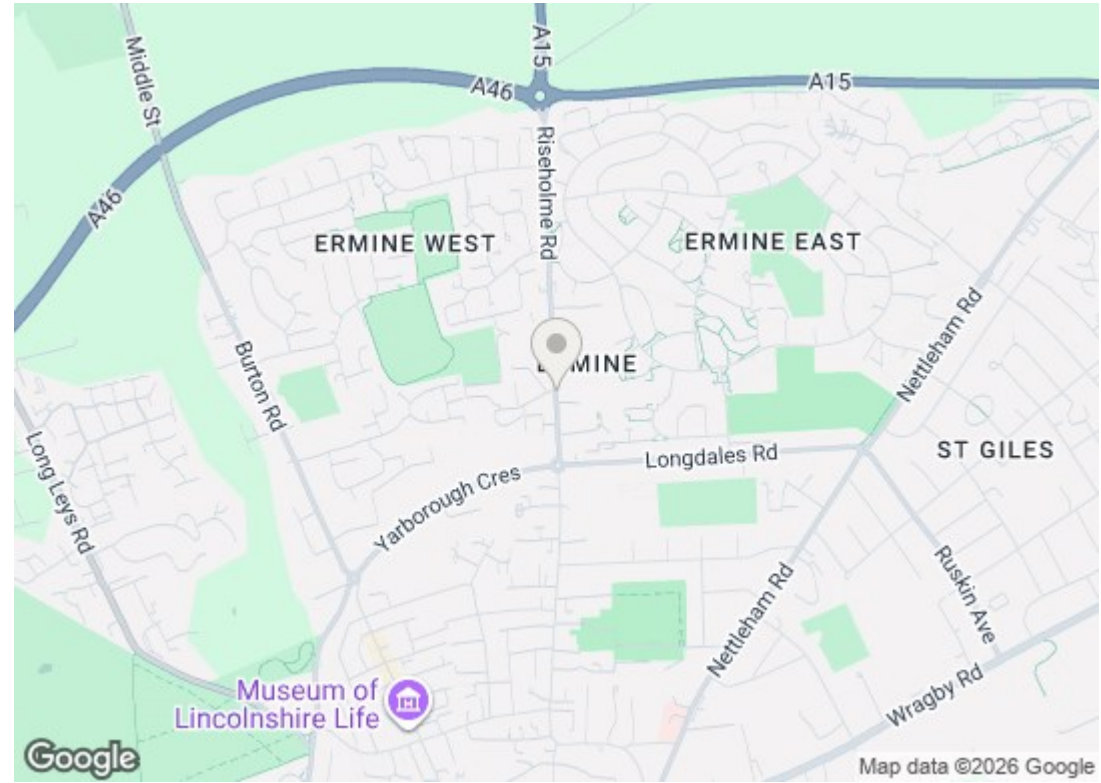 A15
Middle St
A46
A15
Riseholme Rd
A46
ERMINE WEST
ERMINE EAST
Nettleham Rd
Burton Rd
MINE
Long Leys Rd
Longdales Rd
ST GILES
Yarborough Cres
Nettleham Rd
Ruskin Ave
Museum of
Lincolnshire Life
Wragby Rd
Google
Map data ©2026 Google